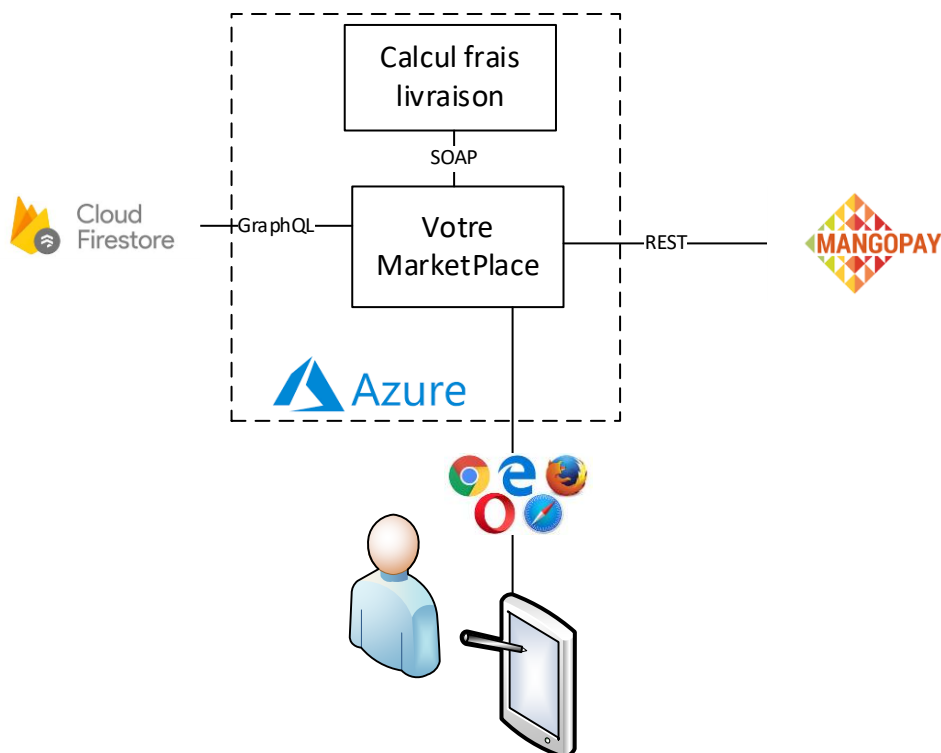 Calcul frais
livraison
SOAP
Cloud
Firestore
GraphQL
Votre
MarketPlace
REST
MANGOPAY
Azure